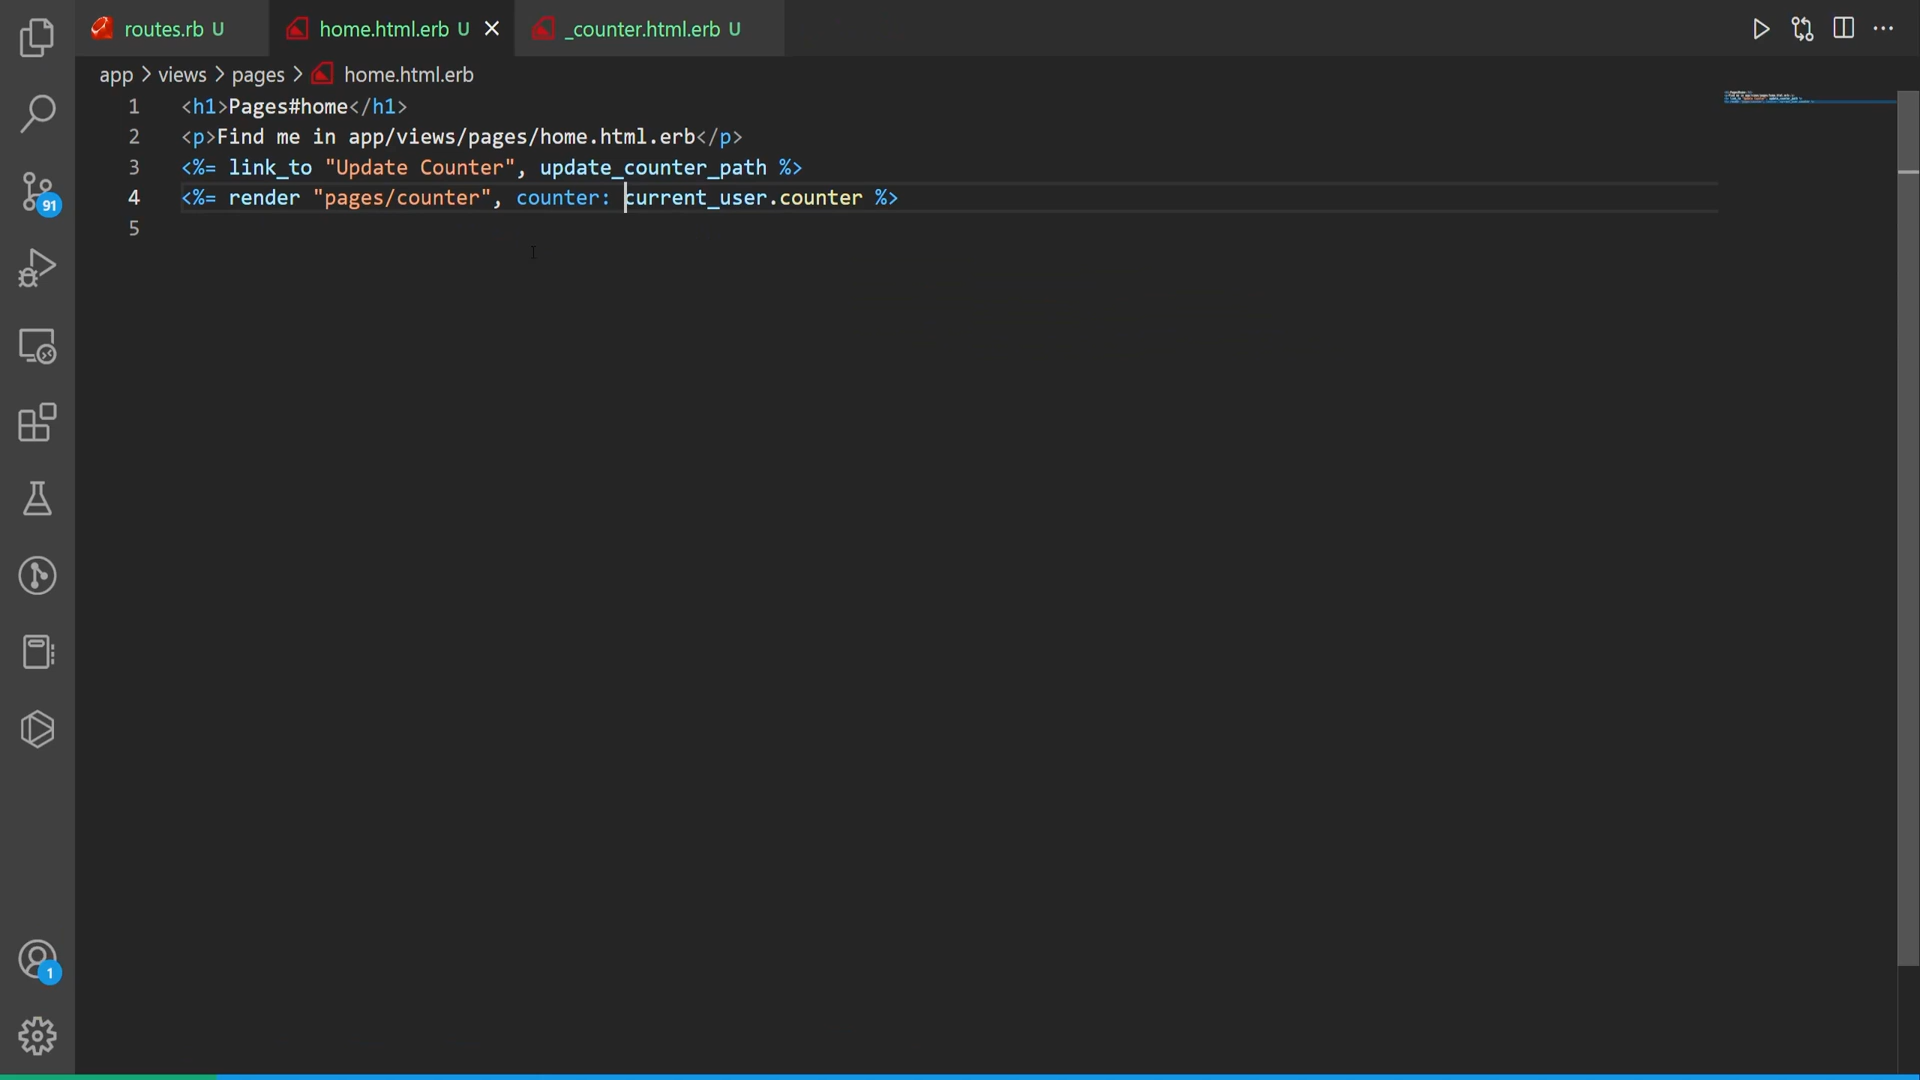 routes.rb U
home.html.erb U
_counter.html.erb U
app > views > pages > home.html.erb
1 <h1>Pages#home</h1>
2 <p>Find me in app/views/pages/home.html.erb</p>
3 <%= link_to "Update Counter", update_counter_path %>
4 <%= render "pages/counter", counter: current_user.counter %>
5
91
1